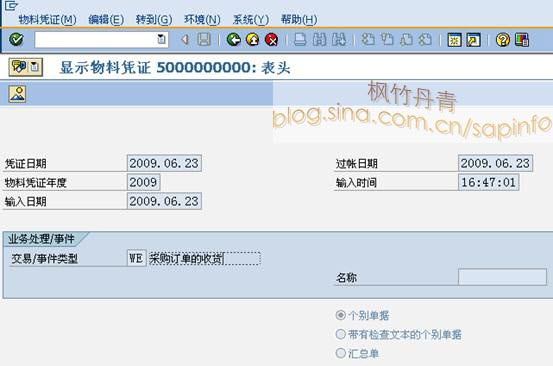 物料凭证(M) 编辑(E) 转到(G) 环境(N) 系统(Y) 帮助(H)
显示物料凭证 5000000000: 表头
枫竹丹青
blog.sina.com.cn/sapinfo
凭证日期 2009.06.23 过帐日期 2009.06.23
物料凭证年度 2009 输入时间 16:47:01
输入日期 2009.06.23
业务处理/事件
交易/事件类型 WE 采购订单的收货
名称
个别单据
带有检查文本的个别单据
汇总单